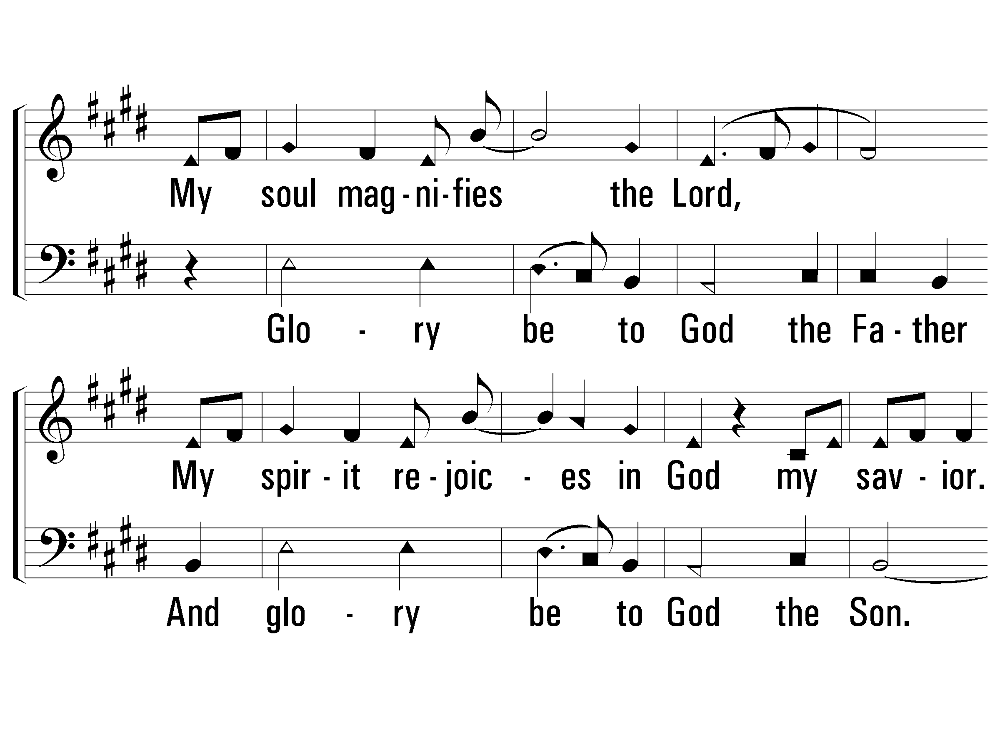 My soul mag - ni - fies the Lord,
Glo - ry be to God the Fa - ther
My spir - it re - joic - es in God my sav - ior.
And glo - ry be to God the Son.